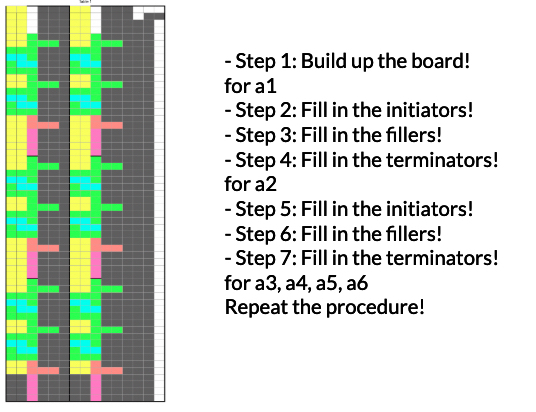 Table 1
- Step 1: Build up the board!
for a1
- Step 2: Fill in the initiators!
- Step 3: Fill in the fillers!
- Step 4: Fill in the terminators!
for a2
- Step 5: Fill in the initiators!
- Step 6: Fill in the fillers!
- Step 7: Fill in the terminators!
for a3, a4, a5, a6
Repeat the procedure!